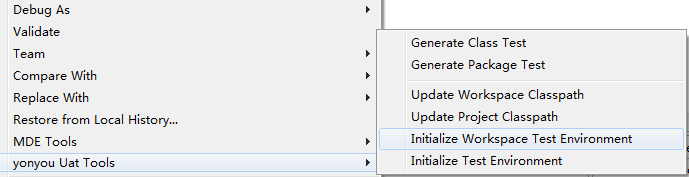 Debug As
Validate
Team
Compare With
Replace With
Restore from Local History...
MDE Tools
yonyou Uat Tools
Generate Class Test
Generate Package Test
Update Workspace Classpath
Update Project Classpath
Initialize Workspace Test Environment
Initialize Test Environment